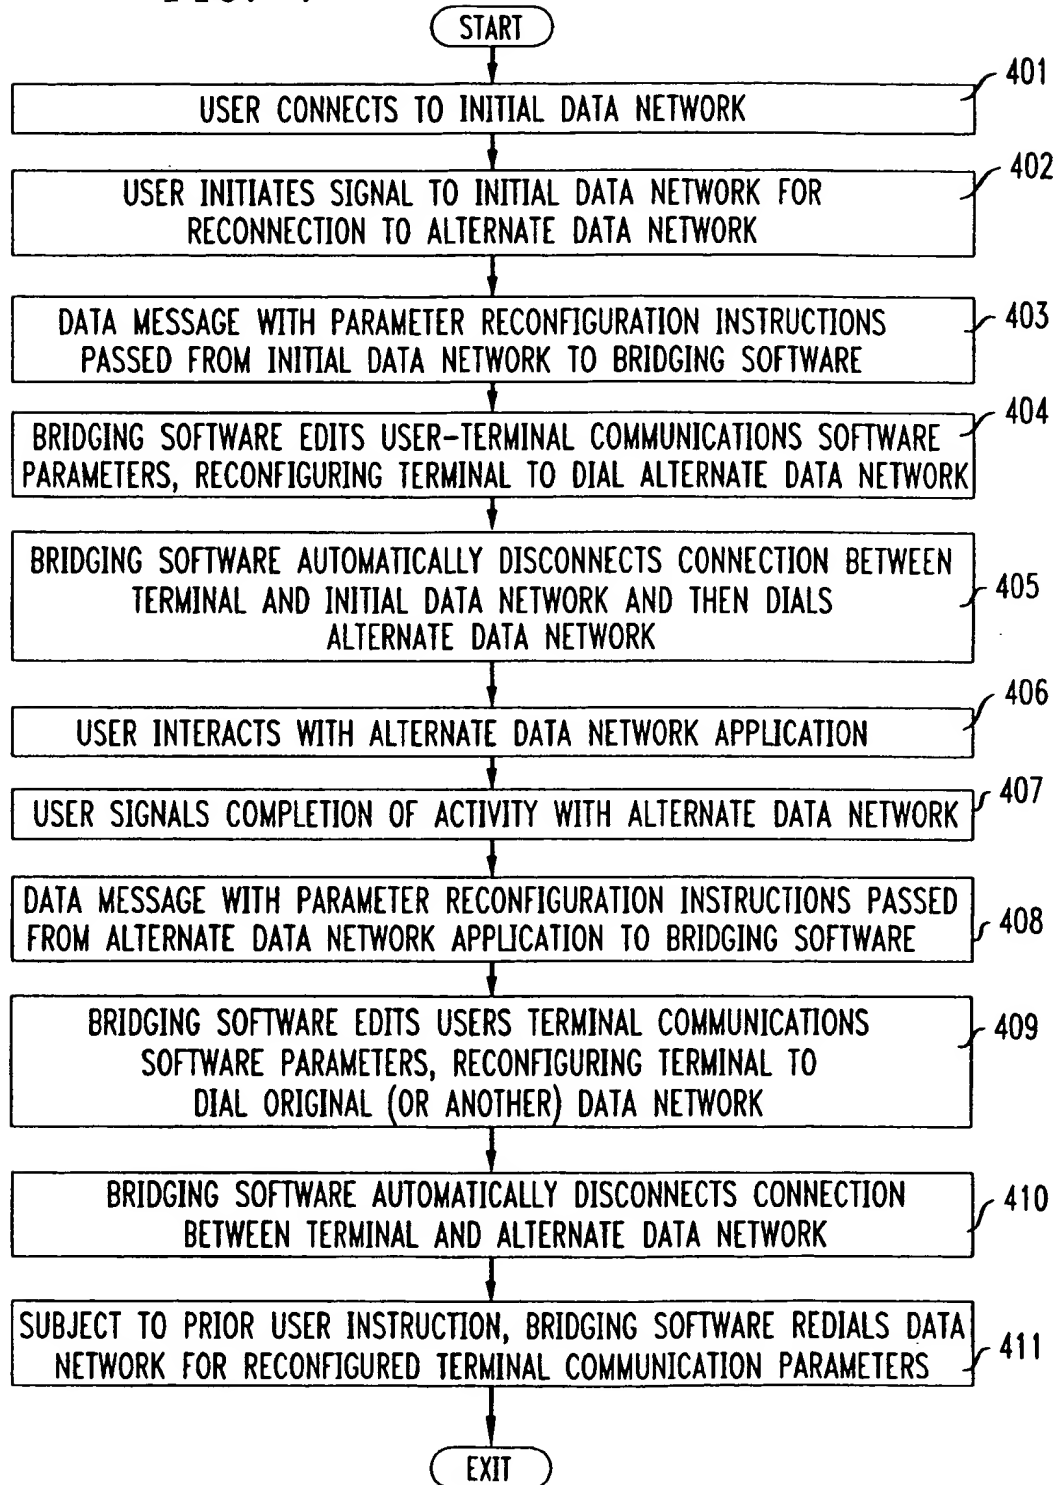 START
401
USER CONNECTS TO INITIAL DATA NETWORK
402
USER INITIATES SIGNAL TO INITIAL DATA NETWORK FOR
RECONNECTION TO ALTERNATE DATA NETWORK
403
DATA MESSAGE WITH PARAMETER RECONFIGURATION INSTRUCTIONS
PASSED FROM INITIAL DATA NETWORK TO BRIDGING SOFTWARE
404
BRIDGING SOFTWARE EDITS USER-TERMINAL COMMUNICATIONS SOFTWARE
PARAMETERS, RECONFIGURING TERMINAL TO DIAL ALTERNATE DATA NETWORK
BRIDGING SOFTWARE AUTOMATICALLY DISCONNECTS CONNECTION BETWEEN
TERMINAL AND INITIAL DATA NETWORK AND THEN DIALS
ALTERNATE DATA NETWORK
405
406
USER INTERACTS WITH ALTERNATE DATA NETWORK APPLICATION
407
USER SIGNALS COMPLETION OF ACTIVITY WITH ALTERNATE DATA NETWORK
DATA MESSAGE WITH PARAMETER RECONFIGURATION INSTRUCTIONS PASSED
FROM ALTERNATE DATA NETWORK APPLICATION TO BRIDGING SOFTWARE
408
BRIDGING SOFTWARE EDITS USERS TERMINAL COMMUNICATIONS
SOFTWARE PARAMETERS, RECONFIGURING TERMINAL TO
DIAL ORIGINAL (OR ANOTHER) DATA NETWORK
409
BRIDGING SOFTWARE AUTOMATICALLY DISCONNECTS CONNECTION
BETWEEN TERMINAL AND ALTERNATE DATA NETWORK
410
SUBJECT TO PRIOR USER INSTRUCTION, BRIDGING SOFTWARE REDIALS DATA
NETWORK FOR RECONFIGURED TERMINAL COMMUNICATION PARAMETERS
411
EXIT